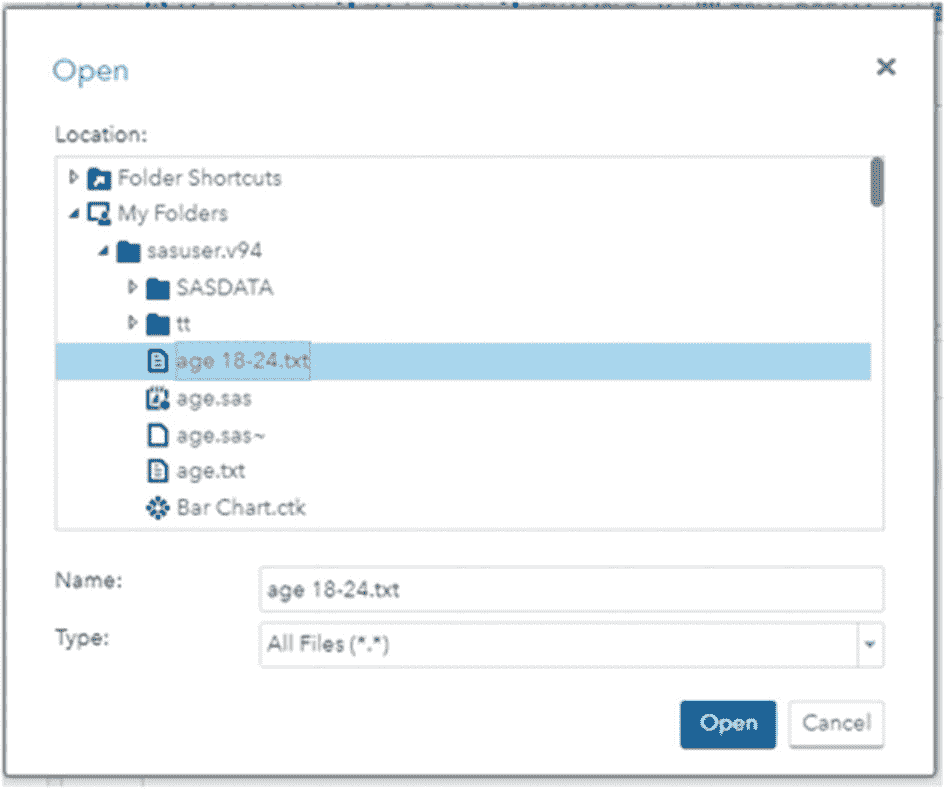 Open
Location:
Folder Shortcuts
My Folders
sasuser.v94
SASDATA
tt
age 18-24.txt
age.sas
age.sas~
age.txt
Bar Chart.ctk
Name:
age 18-24.txt
Type:
All Files (*.*)
Open
Cancel